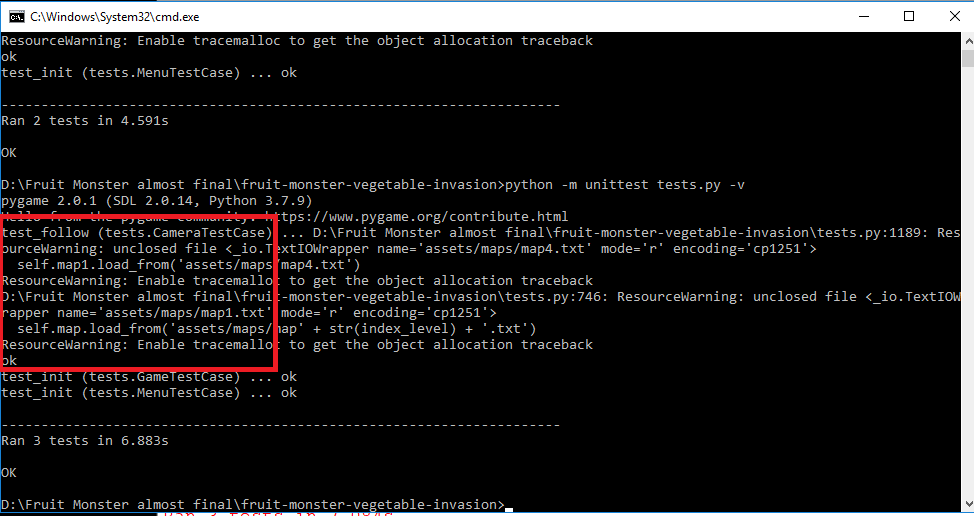 C:\Windows\System32\cmd.exe
ResourceWarning: Enable tracemalloc to get the object allocation traceback
ok
test_init (tests.MenuTestCase) ... ok
----------------------------------------------------------------------
Ran 2 tests in 4.591s
OK
D:\Fruit Monster almost final\fruit-monster-vegetable-invasion>python -m unittest tests.py -v
pygame 2.0.1 (SDL 2.0.14, Python 3.7.9)
Hello from the pygame community. https://www.pygame.org/contribute.html
test_follow (tests.CameraTestCase) ... D:\Fruit Monster almost final\fruit-monster-vegetable-invasion\tests.py:1189: Res
ourceWarning: unclosed file <_io.TextIOWrapper name='assets/maps/map4.txt' mode='r' encoding='cp1251'>
self.map1.load_from('assets/maps/map4.txt')
ResourceWarning: Enable tracemalloc to get the object allocation traceback
D:\Fruit Monster almost final\fruit-monster-vegetable-invasion\tests.py:746: ResourceWarning: unclosed file <_io.TextIOW
rapper name='assets/maps/map1.txt' mode='r' encoding='cp1251'>
self.map.load_from('assets/maps/map' + str(index_level) + '.txt')
ResourceWarning: Enable tracemalloc to get the object allocation traceback
ok
test_init (tests.GameTestCase) ... ok
test_init (tests.MenuTestCase) ... ok
----------------------------------------------------------------------
Ran 3 tests in 6.883s
OK
D:\Fruit Monster almost final\fruit-monster-vegetable-invasion>